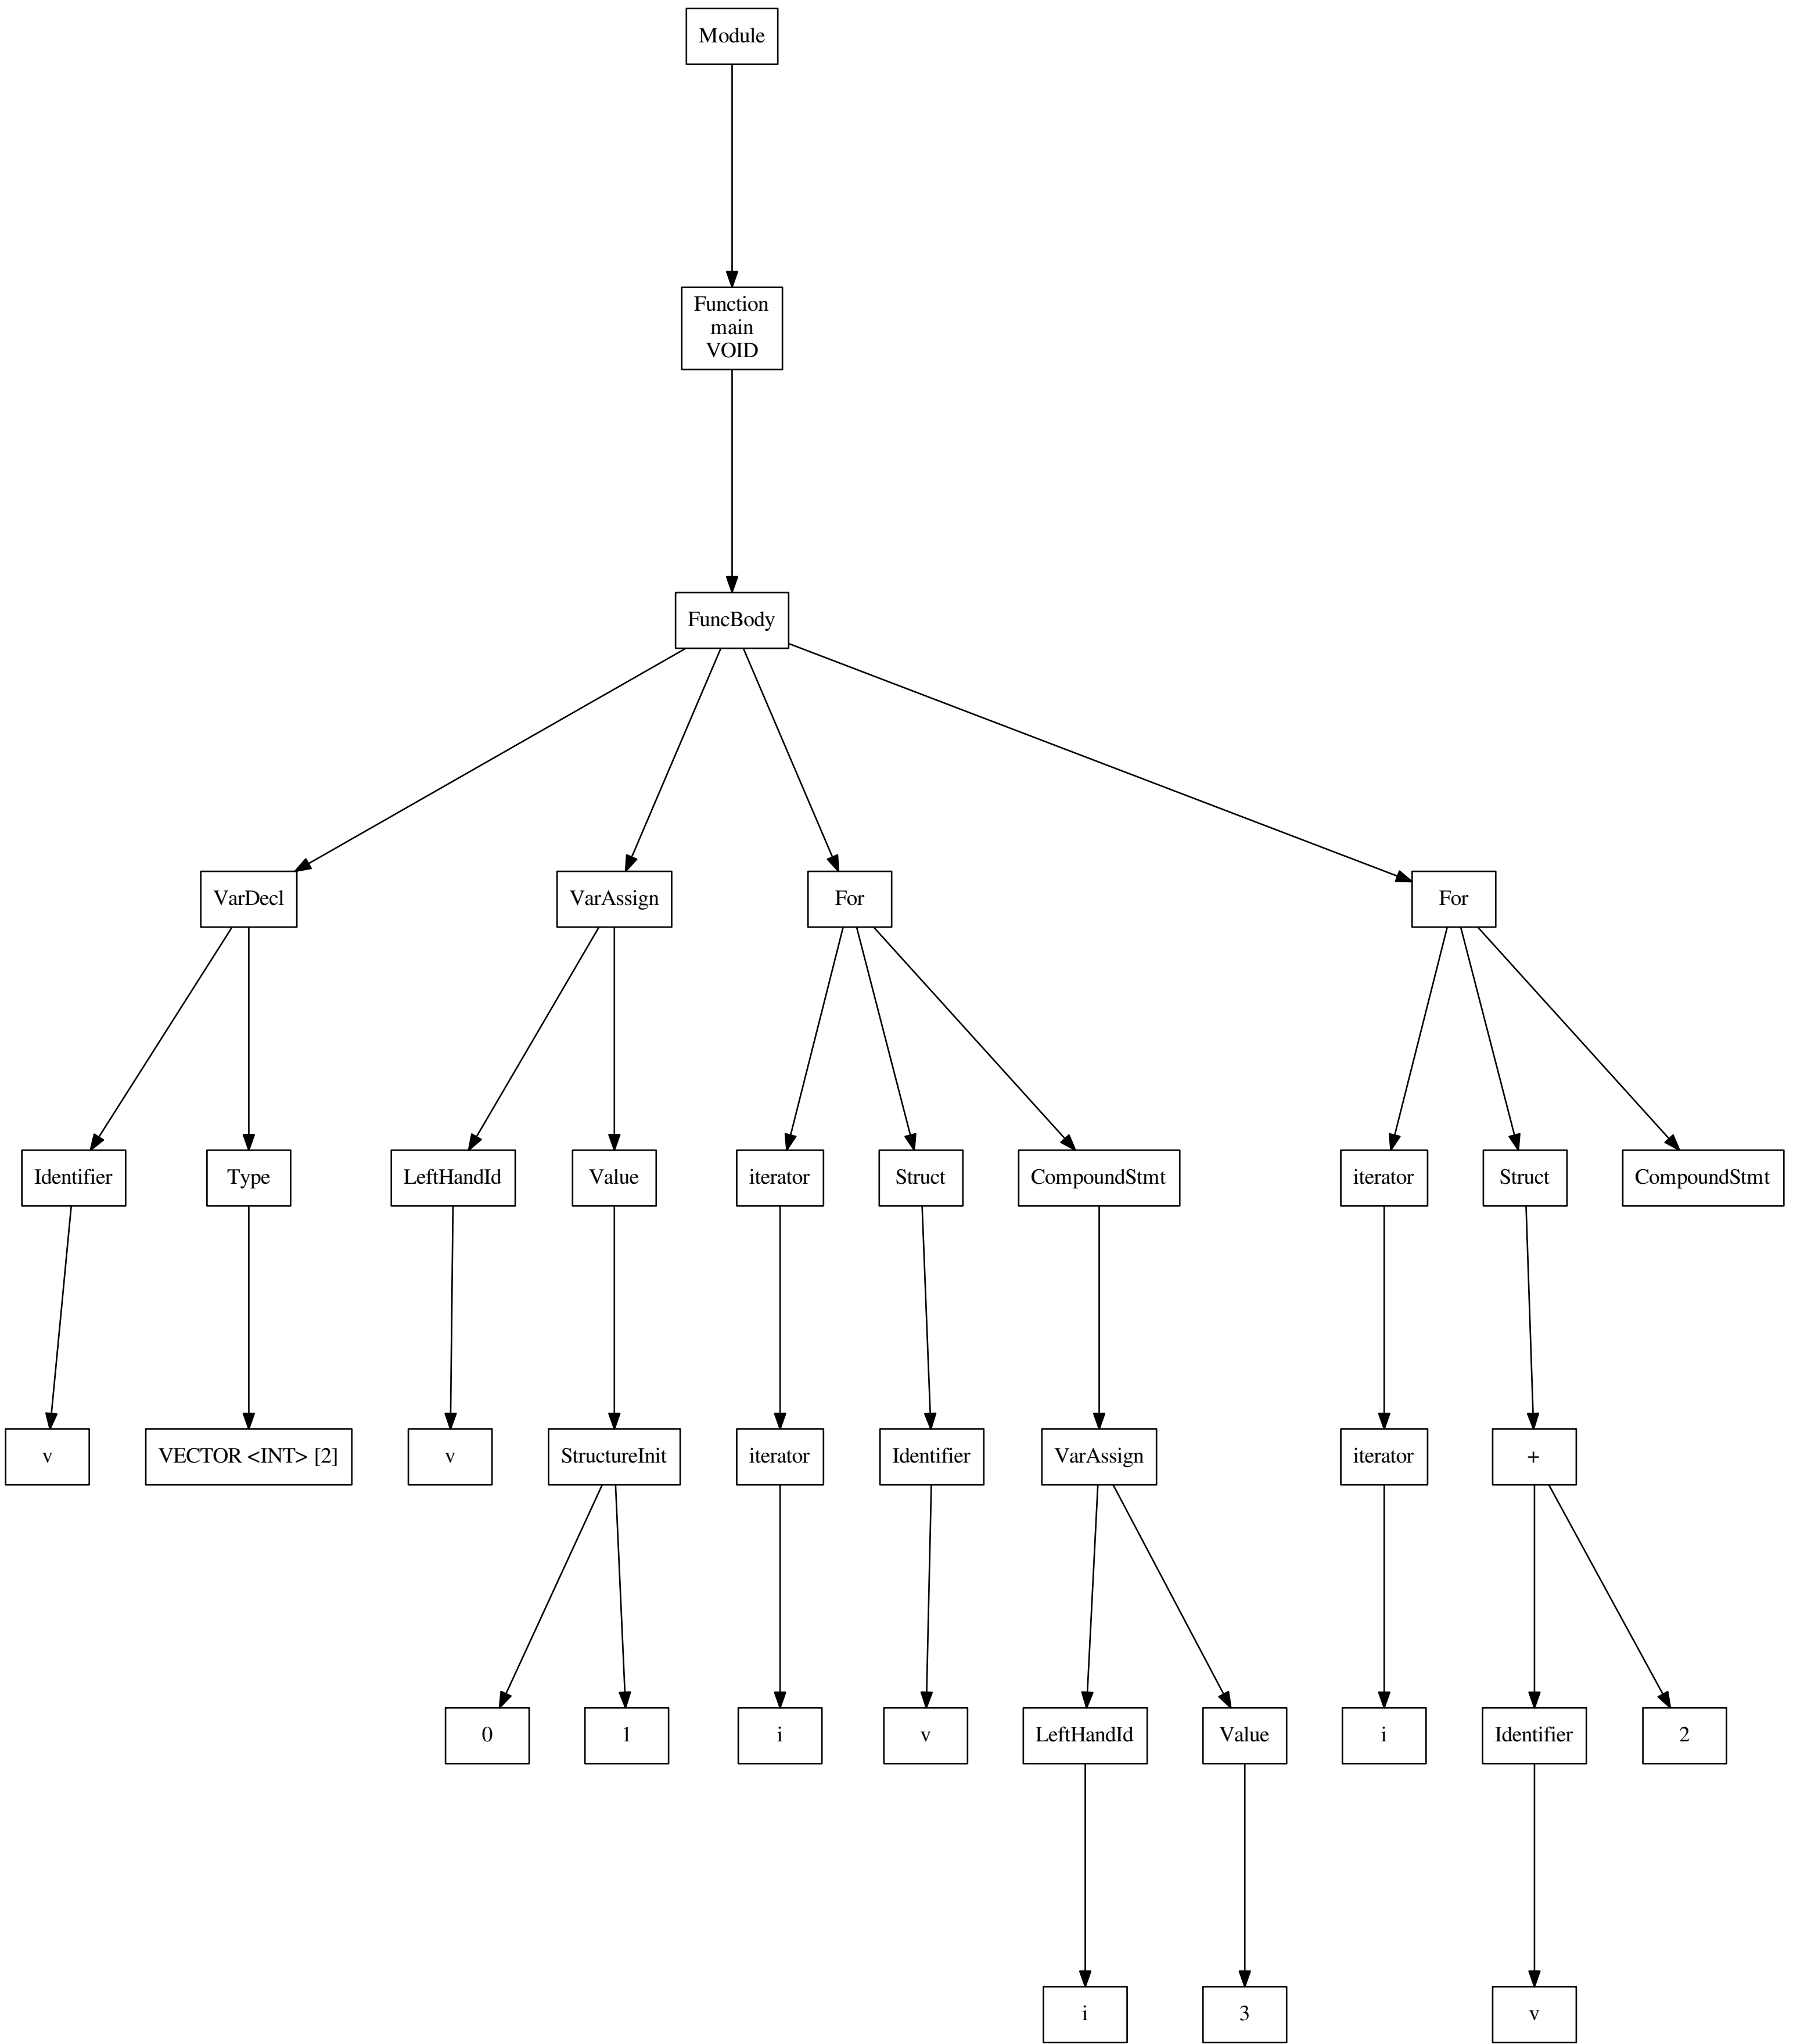 Module
Function
main
VOID
FuncBody
VarDecl
VarAssign
For
For
Identifier
Type
LeftHandId
Value
iterator
Struct
CompoundStmt
iterator
Struct
CompoundStmt
v
VECTOR <INT> [2]
v
StructureInit
iterator
Identifier
VarAssign
iterator
+
0
1
i
v
LeftHandId
Value
i
Identifier
2
i
3
v